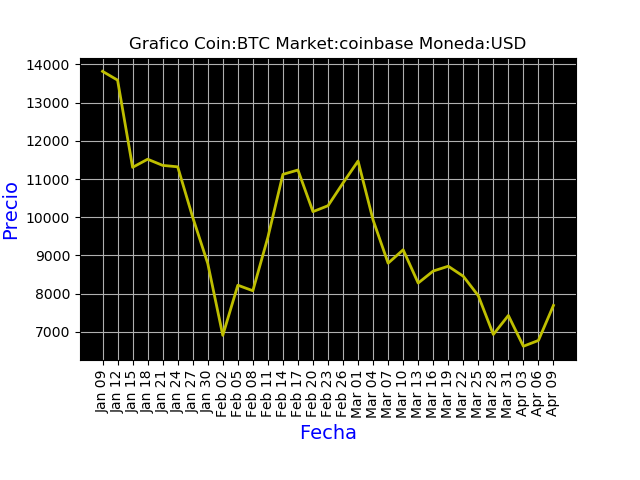 Grafico Coin:BTC Market:coinbase Moneda:USD
14000
13000
12000
11000
10000
9000
8000
7000
Precio
Jan 09
Jan 12
Jan 15
Jan 18
Jan 21
Jan 24
Jan 27
Jan 30
Feb 02
Feb 05
Feb 08
Feb 11
Feb 14
Feb 17
Feb 20
Feb 23
Feb 26
Mar 01
Mar 04
Mar 07
Mar 10
Mar 13
Mar 16
Mar 19
Mar 22
Mar 25
Mar 28
Mar 31
Apr 03
Apr 06
Apr 09
Fecha